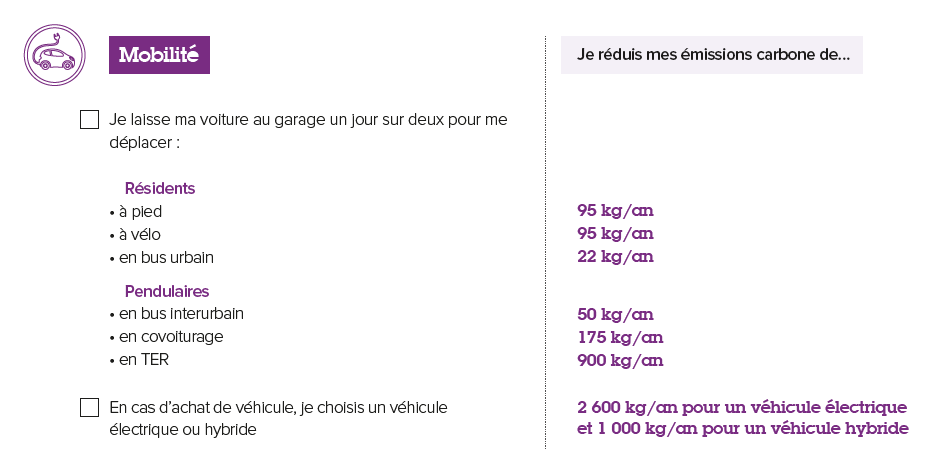 Mobilité
Je réduis mes émissions carbone de...
Je laisse ma voiture au garage un jour sur deux pour me
déplacer :
Résidents
• à pied 95 kg/an
• à vélo 95 kg/an
• en bus urbain 22 kg/an
Pendulaires
• en bus interurbain 50 kg/an
• en covoiturage 175 kg/an
• en TER 900 kg/an
En cas d'achat de véhicule, je choisis un véhicule
électrique ou hybride
2 600 kg/an pour un véhicule électrique
et 1 000 kg/an pour un véhicule hybride